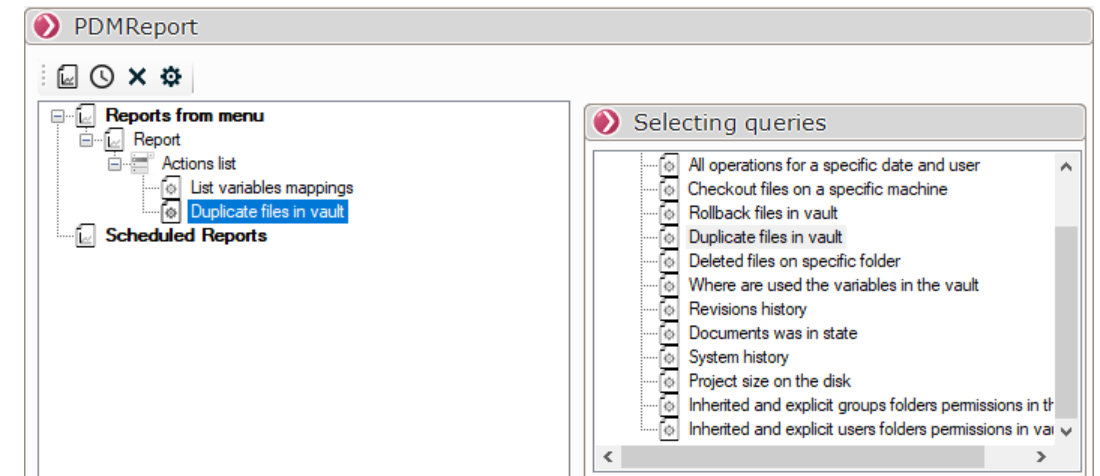 PDMReport
Reports from menu
Report
Actions list
List variables mappings
Duplicate files in vault
Scheduled Reports
Selecting queries
All operations for a specific date and user
Checkout files on a specific machine
Rollback files in vault
Duplicate files in vault
Deleted files on specific folder
Where are used the variables in the vault
Revisions history
Documents was in state
System history
Project size on the disk
Inherited and explicit groups folders permissions in
Inherited and explicit users folders permissions in